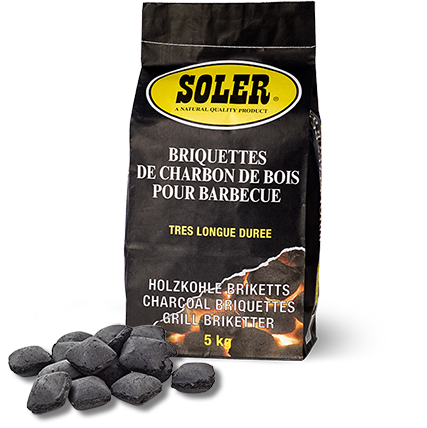 SOLER®
A NATURAL QUALITY PRODUCT
BRIQUETTES
DE CHARBON DE BOIS
POUR BARBECUE
TRES LONGUE DUREE
HOLZKOHLE BRIKETTS
CHARCOAL BRIQUETTES
GRILL BRIKETTER
5 kg